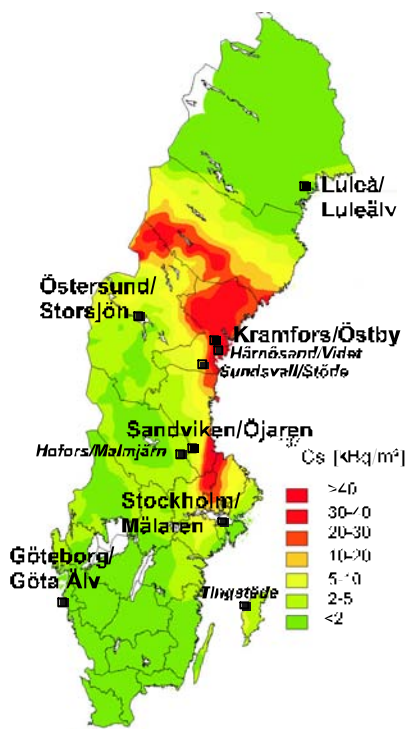 Luleå/
Luleälv
Östersund/
Storsjön
Kramfors/Östby
Härnösand/Videt
Sundsvall/Stöde
Sandviken/Öjaren
Hofors/Malmjärn
137
Cs [kBq/m²]
>40
30-40
20-30
10-20
5-10
2-5
<2
Stockholm/
Mälaren
Göteborg/
Göta Älv
Tingstäde